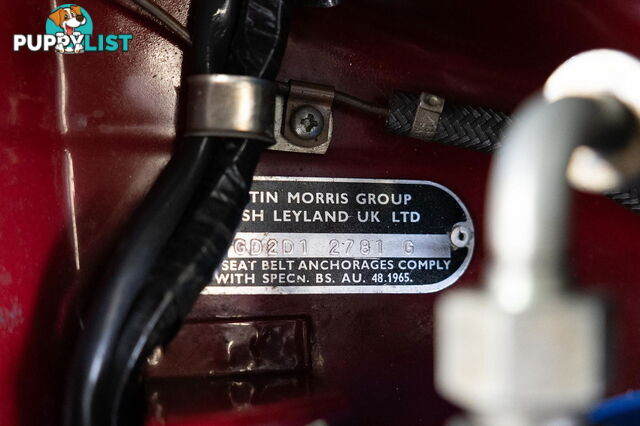 PUPPYLIST
TIN MORRIS GROUP
SH LEYLAND UK LTD
GD2D1 2781 G
SEAT BELT ANCHORAGES COMPLY
WITH SPECN. BS. AU. 48.1965.